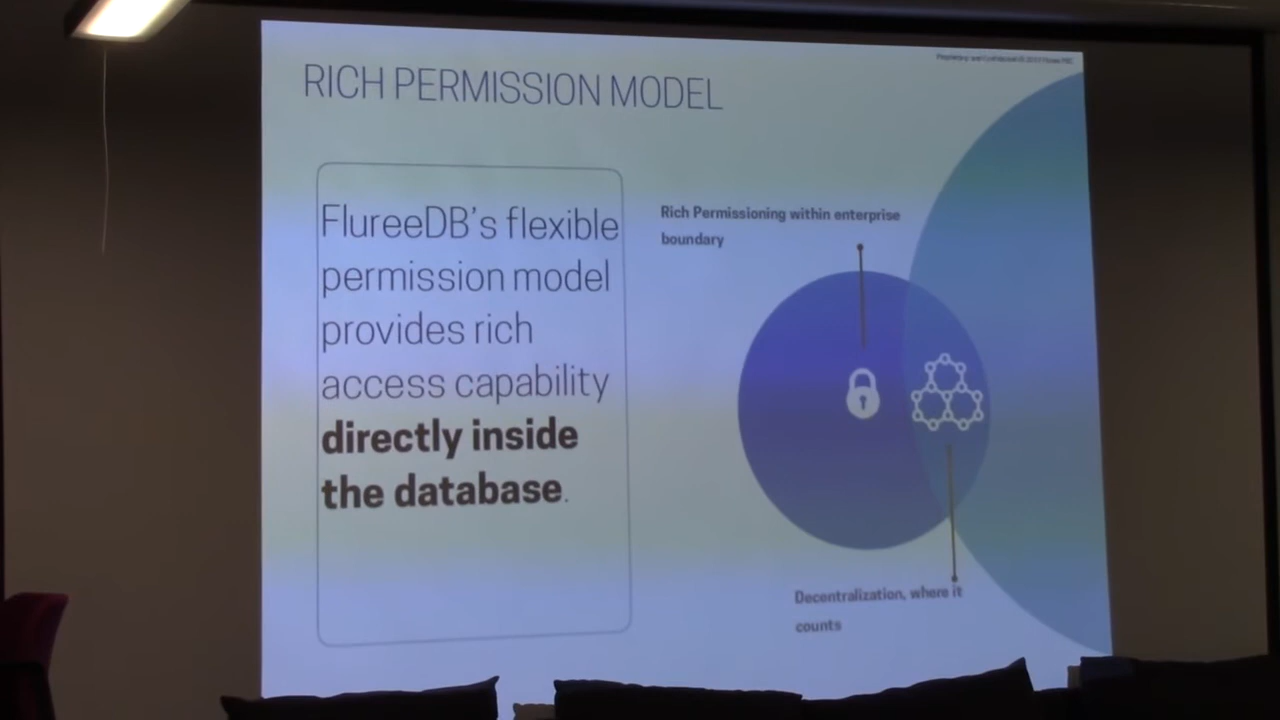 RICH PERMISSION MODEL
FlureeDB's flexible
permission model
provides rich
access capability
directly inside
the database.
Rich Permissioning within enterprise
boundary
Decentralization, where it
counts